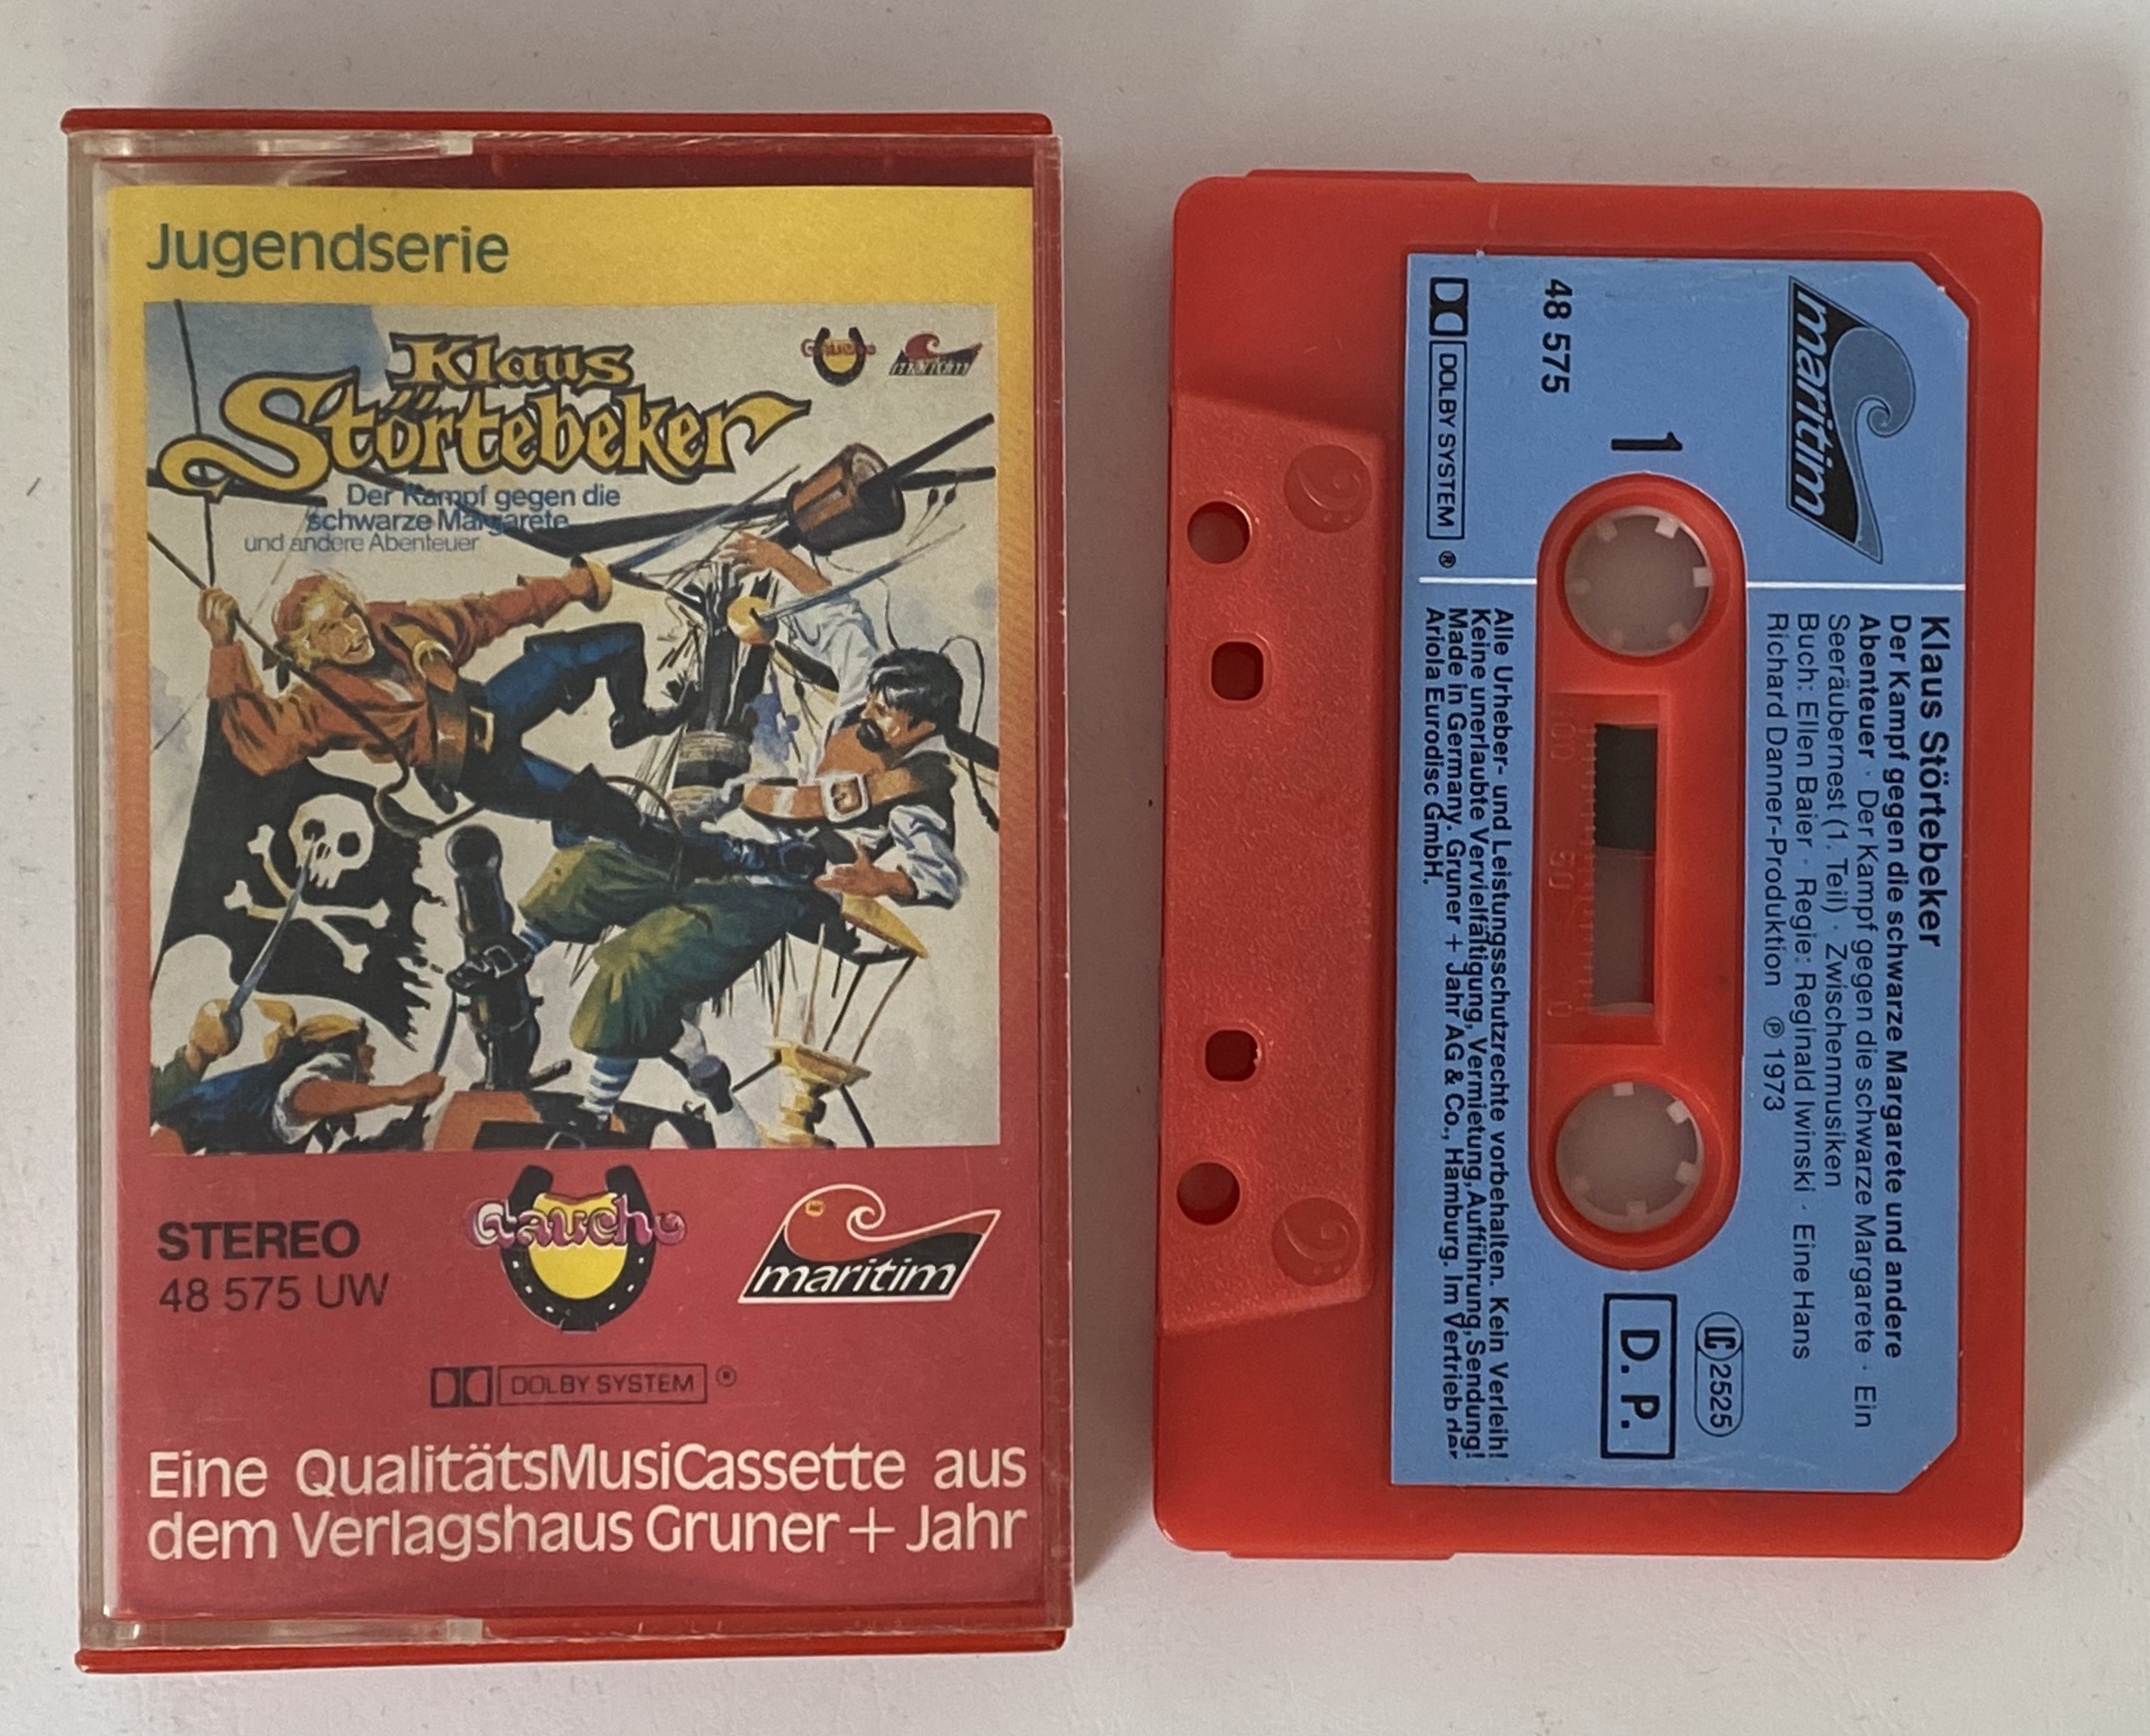 Jugendserie
Klaus
Störtebeker
Gaucho
maritim
Der Kampf gegen die
schwarze Margarete
und andere Abenteuer
STEREO
48 575 UW
Gaucho
maritim
DOLBY SYSTEM ®
Eine QualitätsMusiCassette aus
dem Verlagshaus Gruner + Jahr
maritim
48 575
1
DOLBY SYSTEM ®
Klaus Störtebeker
Der Kampf gegen die schwarze Margarete und andere
Abenteuer · Der Kampf gegen die schwarze Margarete · Ein
Seeräubernest (1. Teil) · Zwischenmusiken
Buch: Ellen Baier · Regie: Reginald Iwinski · Eine Hans
Richard Danner-Produktion ℗ 1973
LC 2525
D. P.
100 50 0
Alle Urheber- und Leistungsschutzrechte vorbehalten. Kein Verleih!
Keine unerlaubte Vervielfältigung, Vermietung, Aufführung, Sendung!
Made in Germany. Gruner + Jahr AG & Co., Hamburg. Im Vertrieb der
Ariola Eurodisc GmbH.